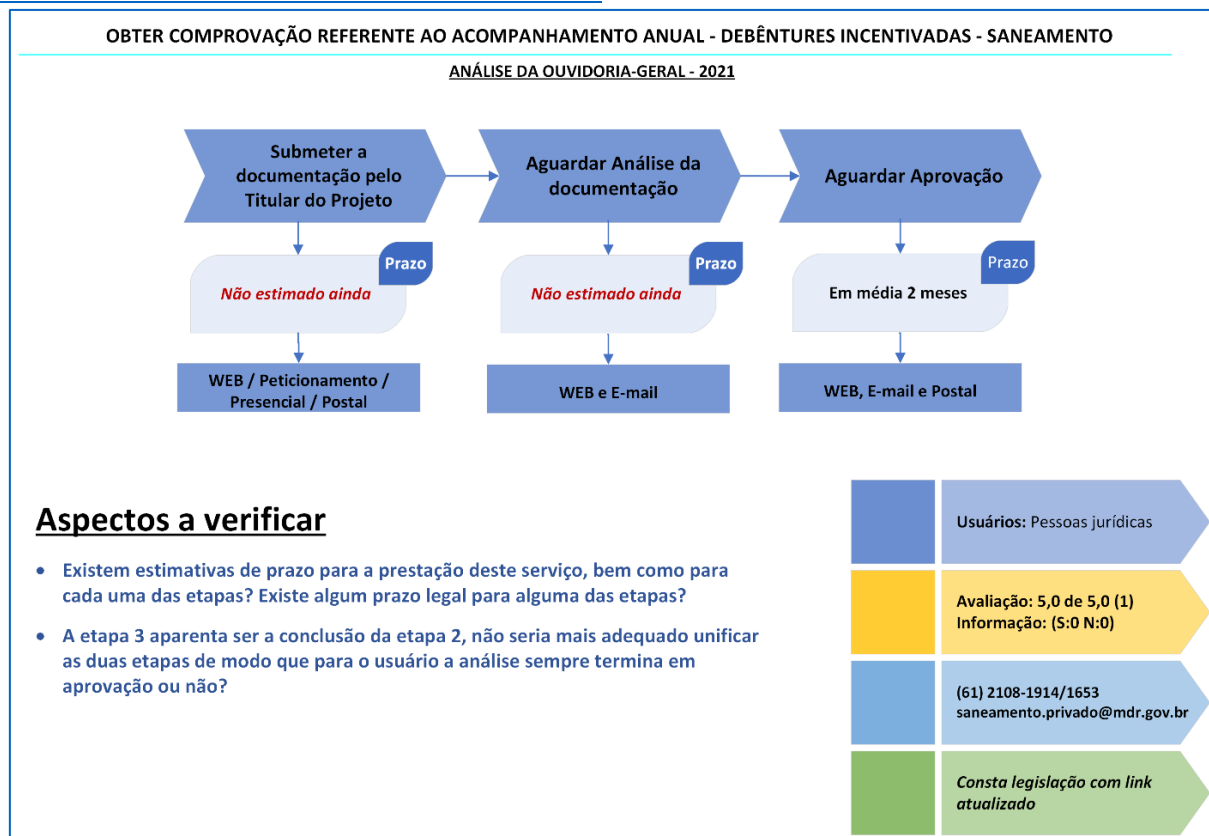 OBTER COMPROVAÇÃO REFERENTE AO ACOMPANHAMENTO ANUAL - DEBÊNTURES INCENTIVADAS - SANEAMENTO
ANÁLISE DA OUVIDORIA-GERAL - 2021
Submeter a
documentação pelo
Titular do Projeto
Aguardar Análise da
documentação
Aguardar Aprovação
Prazo
Não estimado ainda
Prazo
Não estimado ainda
Prazo
Em média 2 meses
WEB / Peticionamento /
Presencial / Postal
WEB e E-mail
WEB, E-mail e Postal
Aspectos a verificar
• Existem estimativas de prazo para a prestação deste serviço, bem como para
cada uma das etapas? Existe algum prazo legal para alguma das etapas?
• A etapa 3 aparenta ser a conclusão da etapa 2, não seria mais adequado unificar
as duas etapas de modo que para o usuário a análise sempre termina em
aprovação ou não?
Usuários: Pessoas jurídicas
Avaliação: 5,0 de 5,0 (1)
Informação: (S:0 N:0)
(61) 2108-1914/1653
saneamento.privado@mdr.gov.br
Consta legislação com link
atualizado